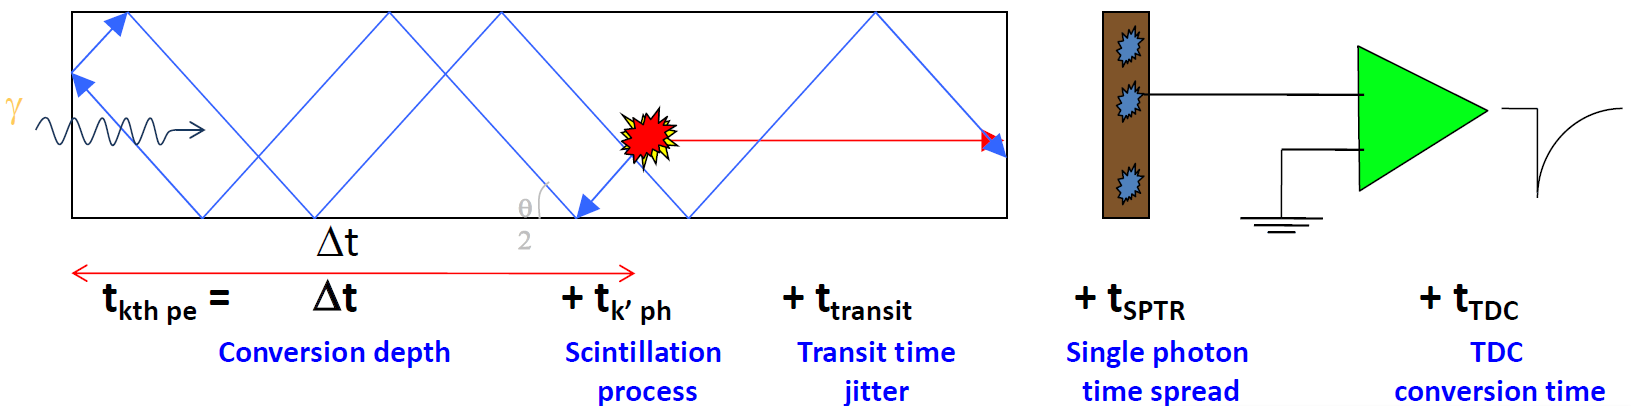 γ
θ
2
Δt
t_kth pe = Δt + t_k' ph + t_transit + t_SPTR + t_TDC
Conversion depth Scintillation Transit time Single photon TDC
process jitter time spread conversion time